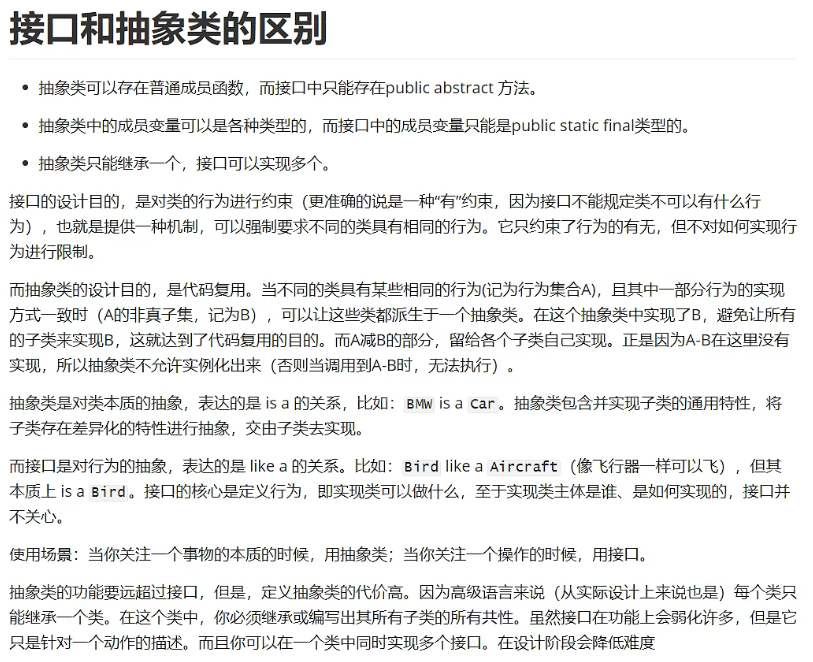 接口和抽象类的区别
抽象类可以存在普通成员函数，而接口中只能存在public abstract 方法。
抽象类中的成员变量可以是各种类型的，而接口中的成员变量只能是public static final类型的。
抽象类只能继承一个，接口可以实现多个。
接口的设计目的，是对类的行为进行约束（更准确的说是一种“有”约束，因为接口不能规定类不可以有什么行
为），也就是提供一种机制，可以强制要求不同的类具有相同的行为。它只约束了行为的有无，但不对如何实现行
为进行限制。
而抽象类的设计目的，是代码复用。当不同的类具有某些相同的行为(记为行为集合A)，且其中一部分行为的实现
方式一致时（A的非真子集，记为B），可以让这些类都派生于一个抽象类。在这个抽象类中实现了B，避免让所有
的子类来实现B，这就达到了代码复用的目的。而A减B的部分，留给各个子类自己实现。正是因为A-B在这里没有
实现，所以抽象类不允许实例化出来（否则当调用到A-B时，无法执行）。
抽象类是对类本质的抽象，表达的是 is a 的关系，比如：BMW is a Car。抽象类包含并实现子类的通用特性，将
子类存在差异化的特性进行抽象，交由子类去实现。
而接口是对行为的抽象，表达的是 like a 的关系。比如：Bird like a Aircraft（像飞行器一样可以飞），但其
本质上 is a Bird。接口的核心是定义行为，即实现类可以做什么，至于实现类主体是谁、是如何实现的，接口并
不关心。
使用场景：当你关注一个事物的本质的时候，用抽象类；当你关注一个操作的时候，用接口。
抽象类的功能要远超过接口，但是，定义抽象类的代价高。因为高级语言来说（从实际设计上来说也是）每个类只
能继承一个类。在这个类中，你必须继承或编写出其所有子类的所有共性。虽然接口在功能上会弱化许多，但是它
只是针对一个动作的描述。而且你可以在一个类中同时实现多个接口。在设计阶段会降低难度